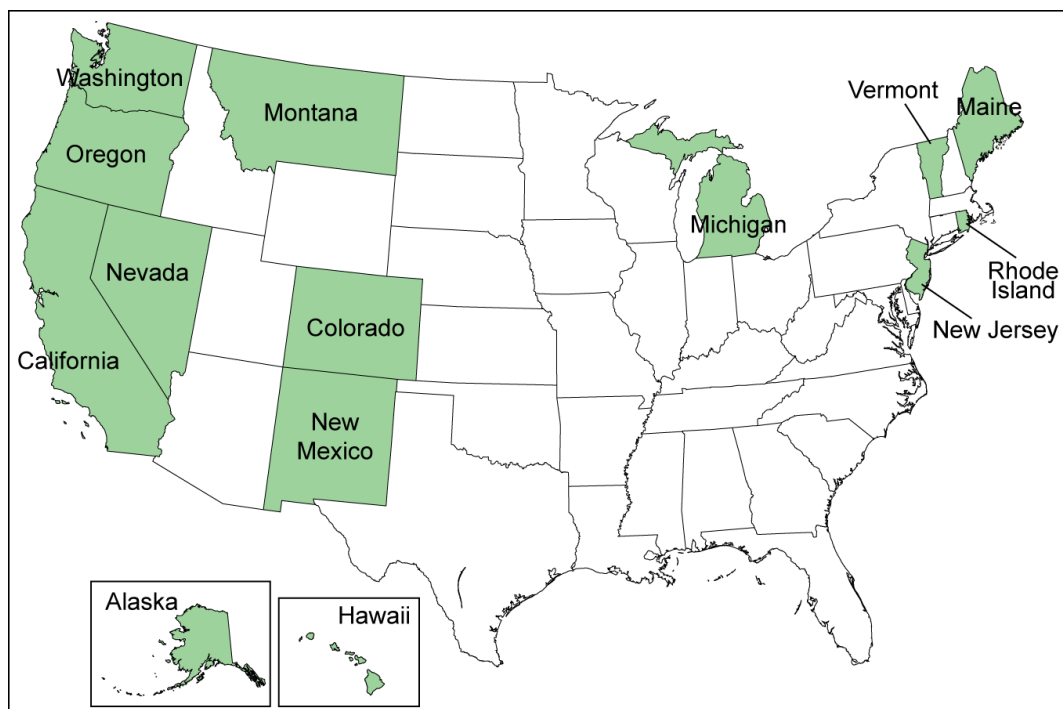 Washington
Montana
Oregon
Nevada
California
Colorado
New
Mexico
Michigan
Vermont
Maine
Rhode
Island
New Jersey
Alaska
Hawaii